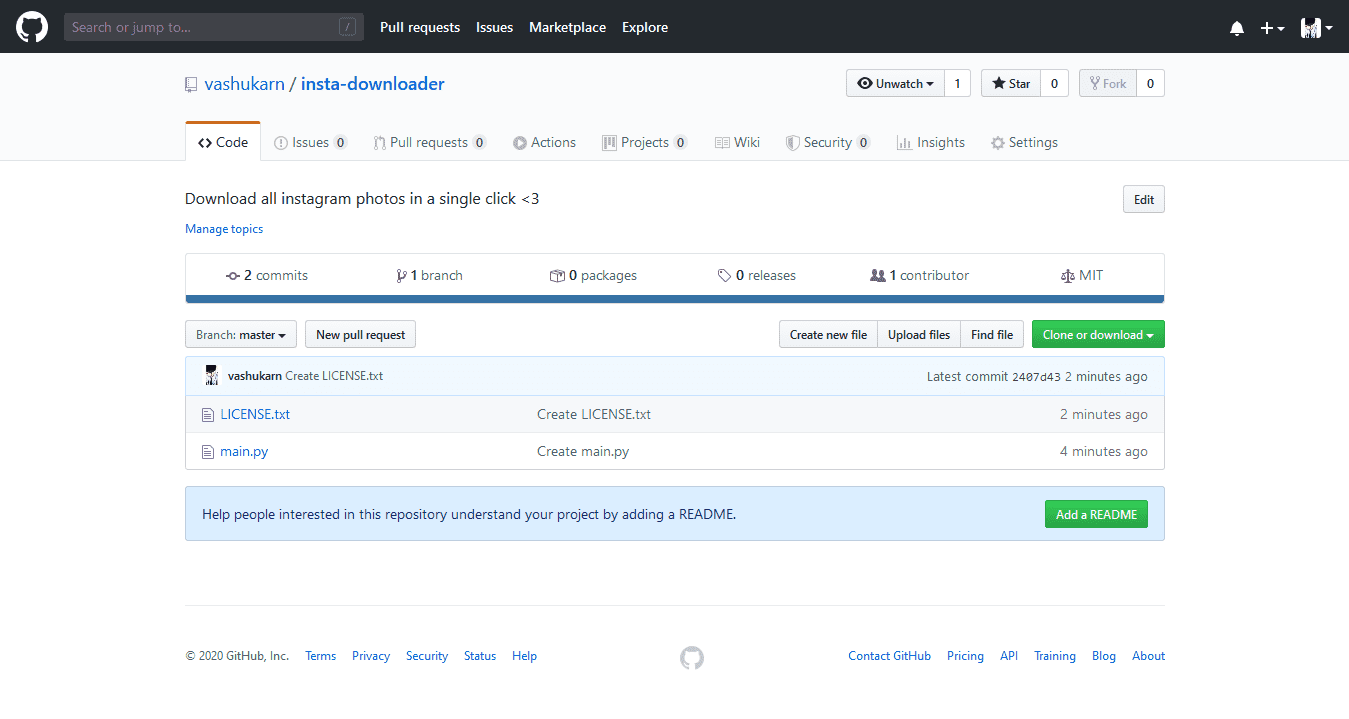 Search or jump to... / Pull requests Issues Marketplace Explore
vashukarn / insta-downloader Unwatch 1 Star 0 Fork 0
Code Issues 0 Pull requests 0 Actions Projects 0 Wiki Security 0 Insights Settings
Download all instagram photos in a single click <3 Edit
Manage topics
2 commits 1 branch 0 packages 0 releases 1 contributor MIT
Branch: master New pull request Create new file Upload files Find file Clone or download
vashukarn Create LICENSE.txt Latest commit 2407d43 2 minutes ago
LICENSE.txt Create LICENSE.txt 2 minutes ago
main.py Create main.py 4 minutes ago
Help people interested in this repository understand your project by adding a README. Add a README
© 2020 GitHub, Inc. Terms Privacy Security Status Help Contact GitHub Pricing API Training Blog About